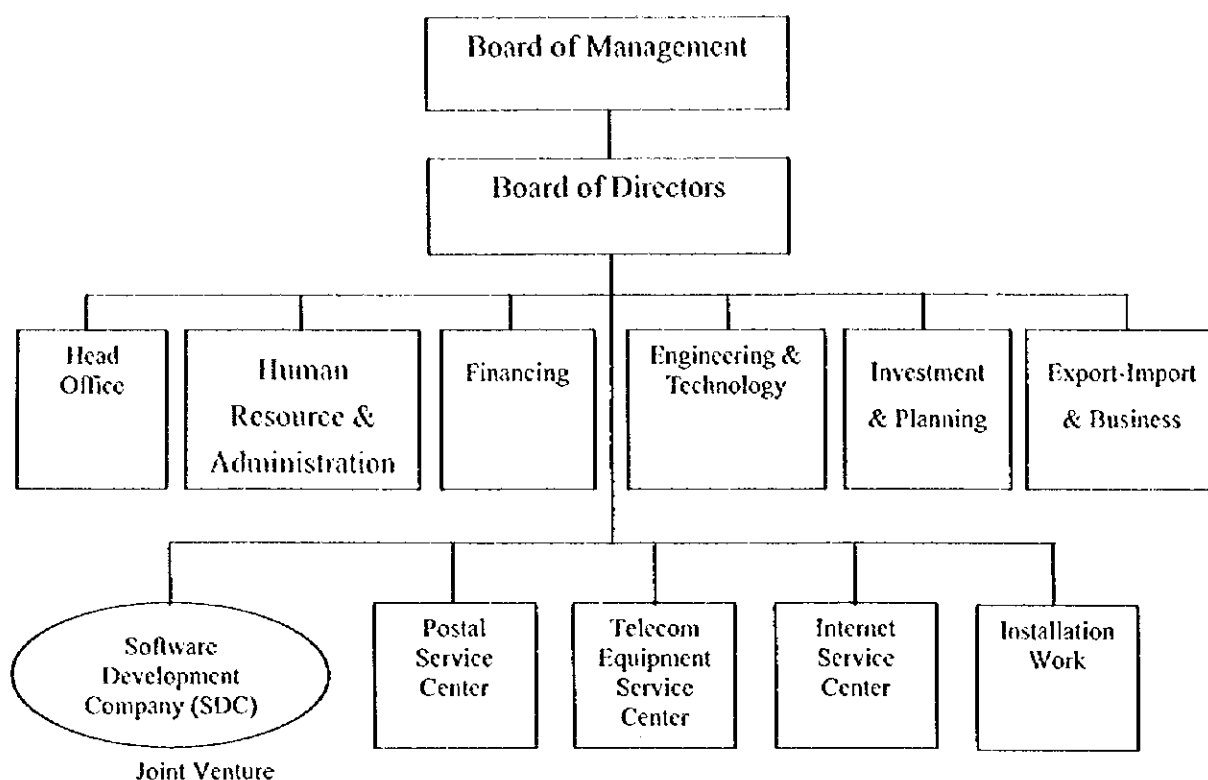 Board of Management
Board of Directors
Head
Office
Human
Resource &
Administration
Financing
Engineering &
Technology
Investment
& Planning
Export-Import
& Business
Software
Development
Company (SDC)
Joint Venture
Postal
Service
Center
Telecom
Equipment
Service
Center
Internet
Service
Center
Installation
Work